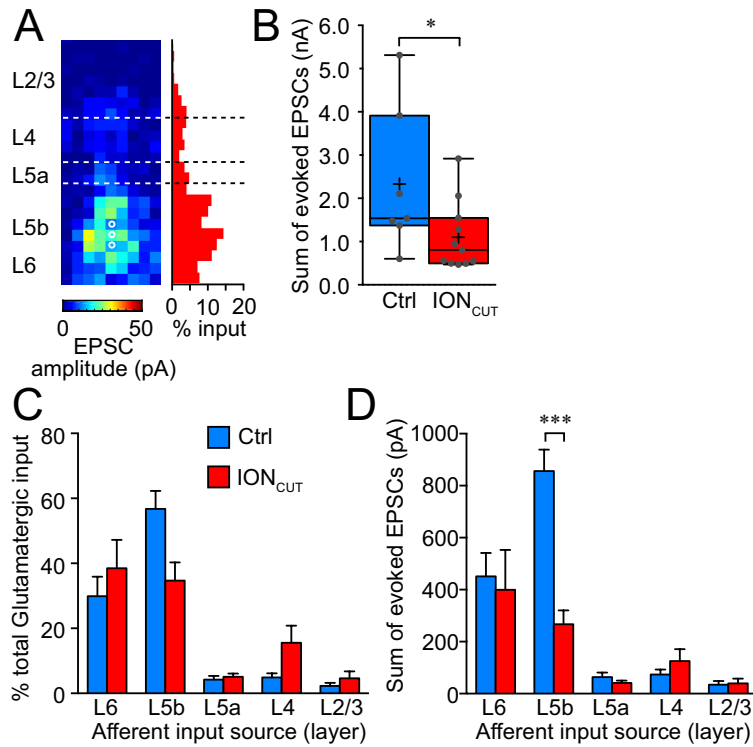 A
L2/3
L4
L5a
L5b
L6
0 50
EPSC
amplitude (pA)
0 10 20
% input
B
Sum of evoked EPSCs (nA)
6.0
5.0
4.0
3.0
2.0
1.0
0.0
*
Ctrl IONCUT
C
% total Glutamatergic input
80
60
40
20
0
Ctrl
IONCUT
L6 L5b L5a L4 L2/3
Afferent input source (layer)
D
Sum of evoked EPSCs (pA)
1000
800
600
400
200
0
***
L6 L5b L5a L4 L2/3
Afferent input source (layer)